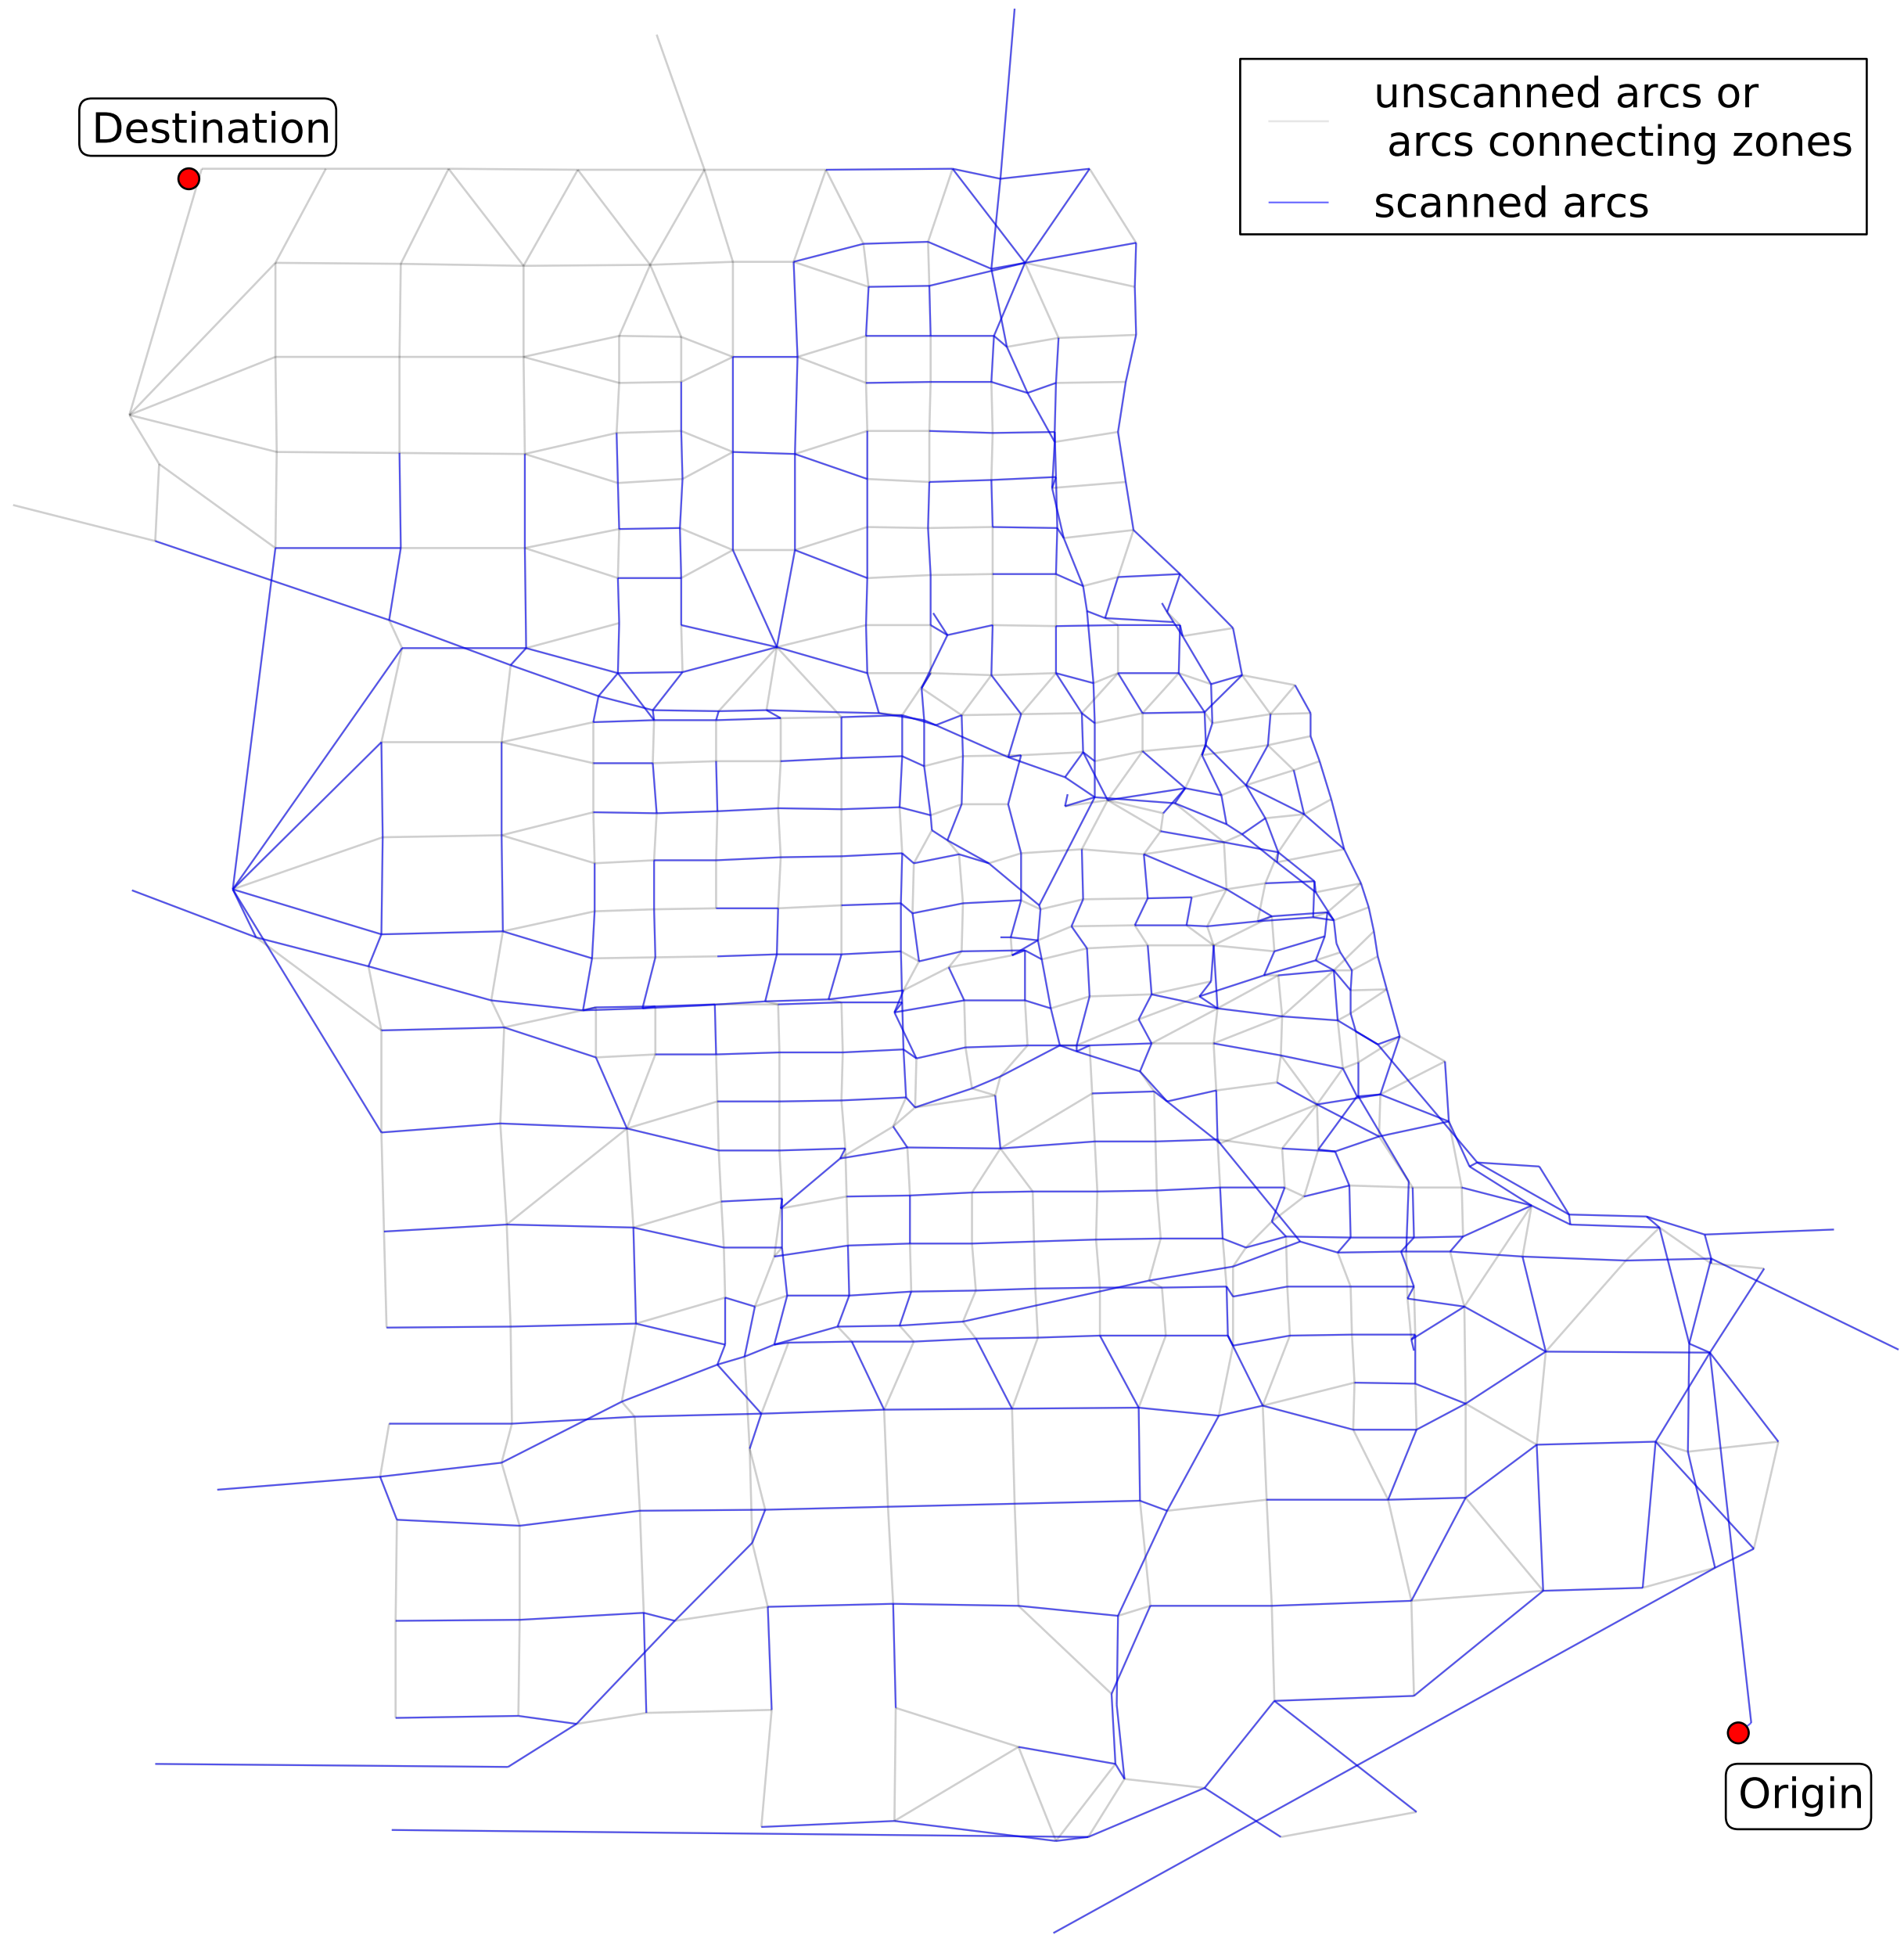 Destination
unscanned arcs or
arcs connecting zones
scanned arcs
Origin